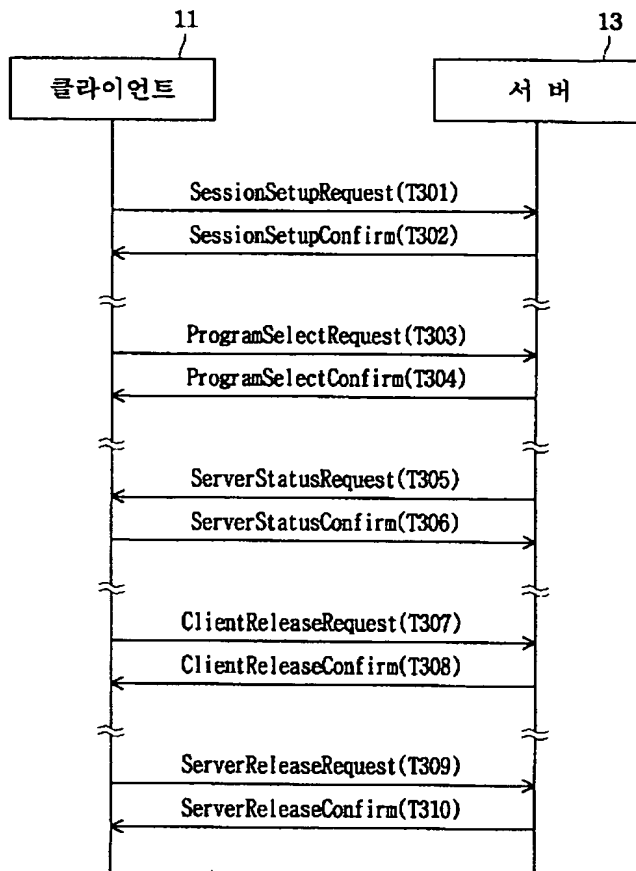 11
13
클라이언트
서 버
SessionSetupRequest(T301)
SessionSetupConfirm(T302)
ProgramSelectRequest(T303)
ProgramSelectConfirm(T304)
ServerStatusRequest(T305)
ServerStatusConfirm(T306)
ClientReleaseRequest(T307)
ClientReleaseConfirm(T308)
ServerReleaseRequest(T309)
ServerReleaseConfirm(T310)